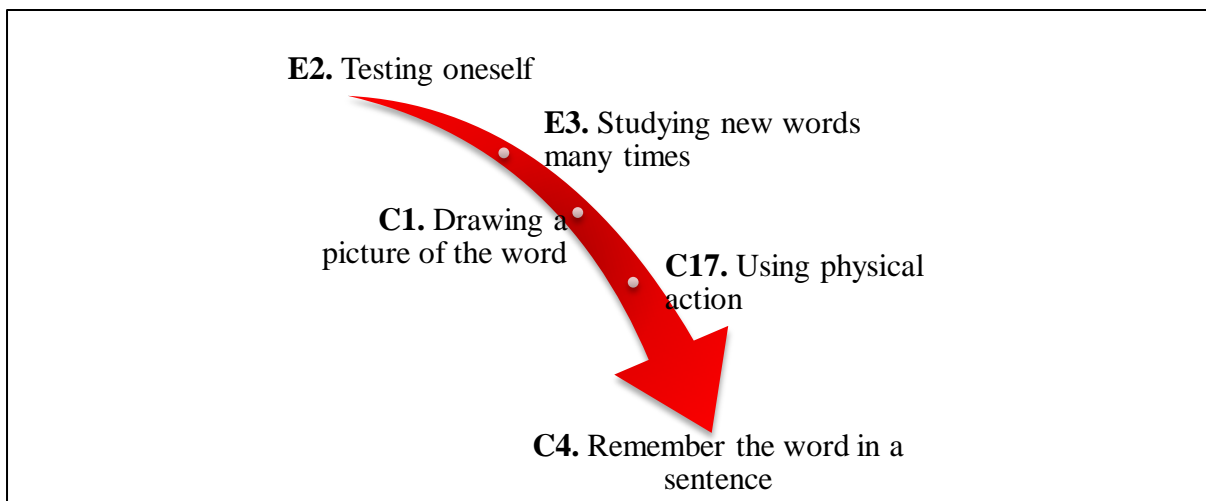 E2. Testing oneself
E3. Studying new words
many times
C1. Drawing a
picture of the word
C17. Using physical
action
C4. Remember the word in a
sentence